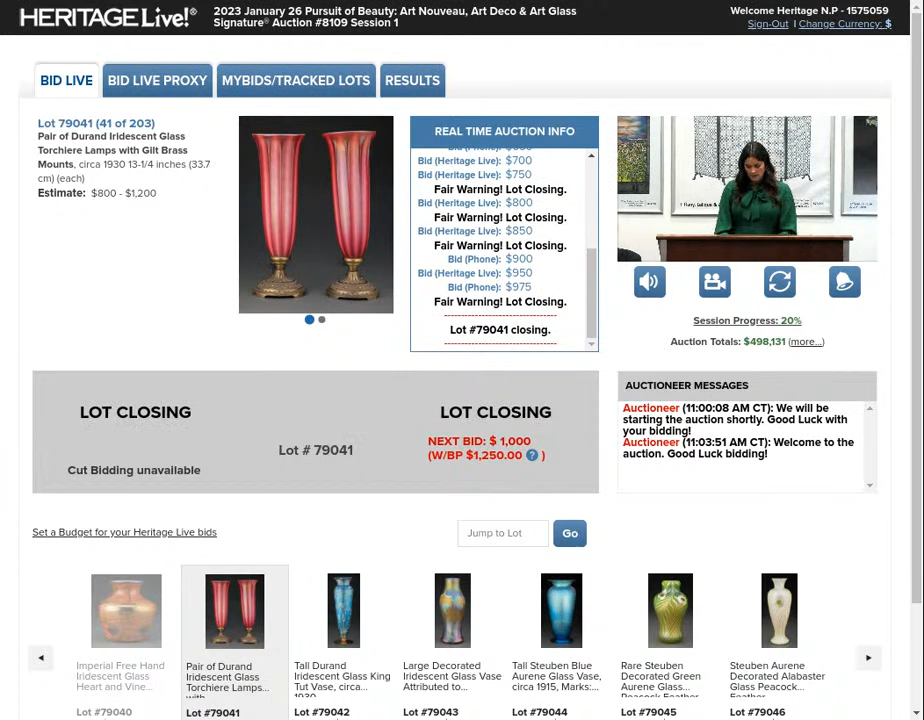 HERITAGE Live!®
2023 January 26 Pursuit of Beauty: Art Nouveau, Art Deco & Art Glass
Signature® Auction #8109 Session 1
Welcome Heritage N.P - 1575059
Sign-Out | Change Currency: $
BID LIVE
BID LIVE PROXY
MYBIDS/TRACKED LOTS
RESULTS
Lot 79041 (41 of 203)
Pair of Durand Iridescent Glass
Torchiere Lamps with Gilt Brass
Mounts, circa 1930 13-1/4 inches (33.7
cm) (each)
Estimate: $800 - $1,200
REAL TIME AUCTION INFO
Bid (Heritage Live): $700
Bid (Heritage Live): $750
Fair Warning! Lot Closing.
Bid (Heritage Live): $800
Fair Warning! Lot Closing.
Bid (Heritage Live): $850
Fair Warning! Lot Closing.
Bid (Phone): $900
Bid (Heritage Live): $950
Bid (Phone): $975
Fair Warning! Lot Closing.
------------------------------
Lot #79041 closing.
------------------------------
Session Progress: 20%
Auction Totals: $498,131 (more...)
LOT CLOSING
Cut Bidding unavailable
Lot # 79041
LOT CLOSING
NEXT BID: $ 1,000
(W/BP $1,250.00 ? )
AUCTIONEER MESSAGES
Auctioneer (11:00:08 AM CT): We will be
starting the auction shortly. Good Luck with
your bidding!
Auctioneer (11:03:51 AM CT): Welcome to the
auction. Good Luck bidding!
Set a Budget for your Heritage Live bids
Jump to Lot
Go
Imperial Free Hand
Iridescent Glass
Heart and Vine...
Lot #79040
Pair of Durand
Iridescent Glass
Torchiere Lamps...
with
Lot #79041
Tall Durand
Iridescent Glass King
Tut Vase, circa...
1930
Lot #79042
Large Decorated
Iridescent Glass Vase
Attributed to...
Lot #79043
Tall Steuben Blue
Aurene Glass Vase,
circa 1915, Marks:...
Lot #79044
Rare Steuben
Decorated Green
Aurene Glass...
Peacock Feather
Lot #79045
Steuben Aurene
Decorated Alabaster
Glass Peacock...
Feather
Lot #79046